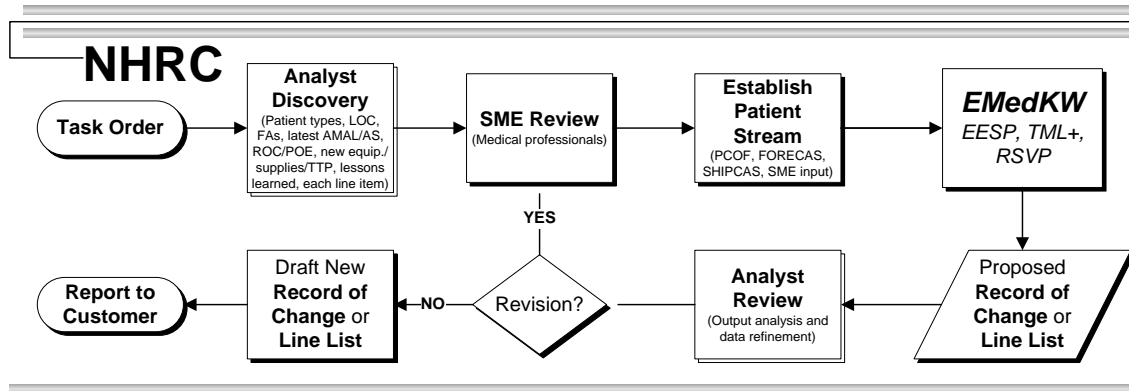 NHRC
Task Order
Analyst
Discovery
(Patient types, LOC,
FAs, latest AMAL/AS,
ROC/POE, new equip./
supplies/TTP, lessons
learned, each line item)
SME Review
(Medical professionals)
Establish
Patient
Stream
(PCOF, FORECAS,
SHIPCAS, SME input)
EMedKW
EESP, TML+,
RSVP
YES
Report to
Customer
Draft New
Record of
Change or
Line List
NO
Revision?
Analyst
Review
(Output analysis and
data refinement)
Proposed
Record of
Change or
Line List